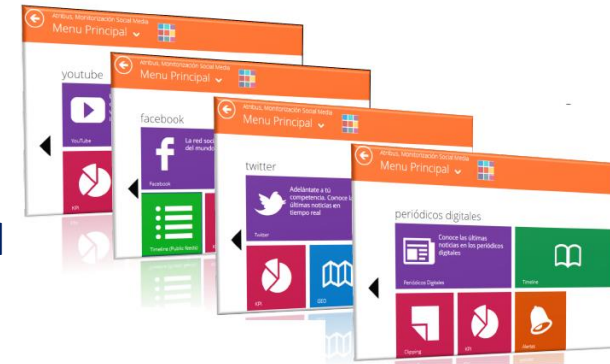 Atribus, Monitorización Social Media
Menu Principal
youtube
YouTube
KPI
Atribus, Monitorización Social Media
Menu Principal
facebook
La red soci
del mundo
Facebook
Timeline (Public feeds)
Atribus, Monitorización Social Media
Menu Principal
twitter
Adelántate a tú
competencia. Conoce l
últimas noticias en
tiempo real
Twitter
KPI
GEO
Atribus, Monitorización Social Media
Menu Principal
periódicos digitales
Conoce las últimas
noticias en los periódicos
digitales
Periódicos Digitales
Timeline
Clipping
KPI
Alertas